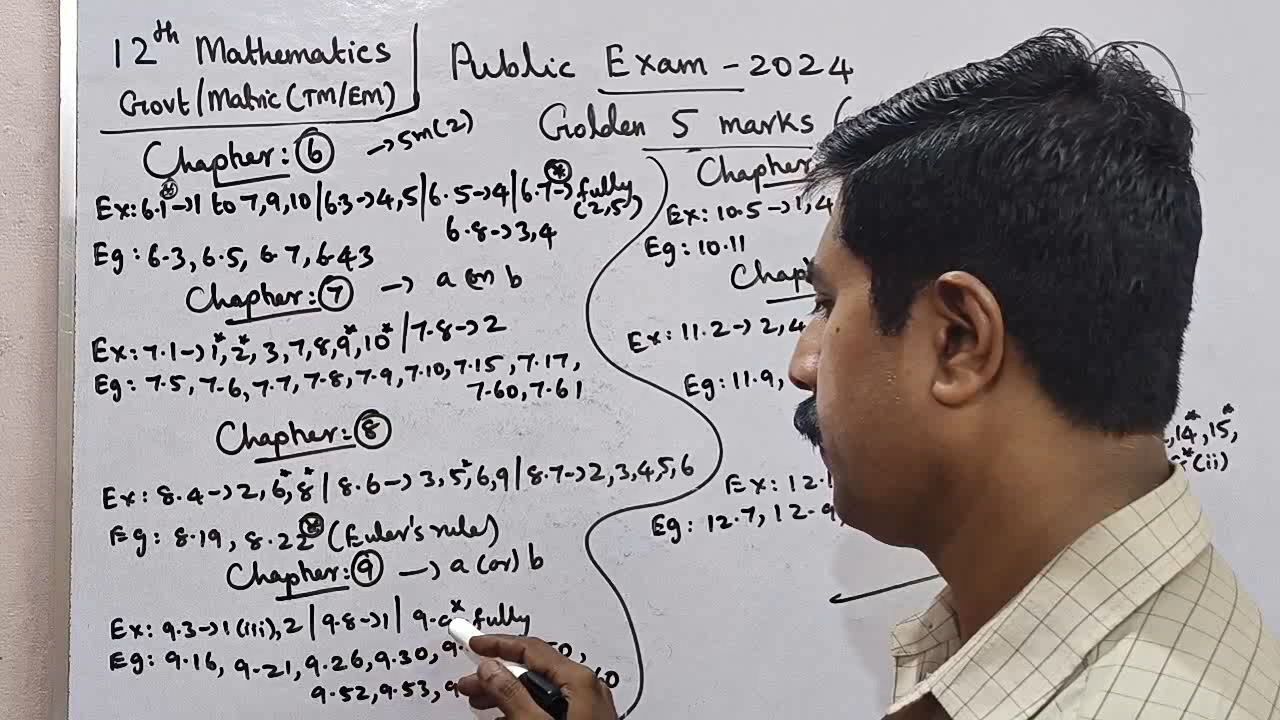 12th Mathematics
Govt/Matric (TM/EM)
Public Exam - 2024
Golden 5 marks (
Chapter: 6 → 5m(2)
Ex: 6.1 → 1 to 7,9,10 | 6.3 → 4,5 | 6.5 → 4 | 6.7* → fully
(2,5)
6.8 → 3,4
Eg: 6.3, 6.5, 6.7, 6.43
Chapter: 7 → a or b
Ex: 7.1 → 1*, 2*, 3, 7, 8, 9*, 10* | 7.8 → 2
Eg: 7.5, 7.6, 7.7, 7.8, 7.9, 7.10, 7.15, 7.17,
7.60, 7.61
Chapter: 8
Ex: 8.4 → 2, 6*, 8* | 8.6 → 3, 5*, 6, 9 | 8.7 → 2, 3, 4, 5, 6
Eg: 8.19, 8.22* (Euler's rule)
Chapter: 9 → a (or) b
Ex: 9.3 → 1 (iii), 2 | 9.8 → 1 | fully
Eg: 9.16, 9.21, 9.26, 9.30,
9.52, 9.53,
Ex: 10.5 → 1, 4
Eg: 10.11
Ex: 11.2 → 2, 4
Eg: 11.9,
14*, 15*,
(ii)
Ex: 12.
Eg: 12.7, 12.9,